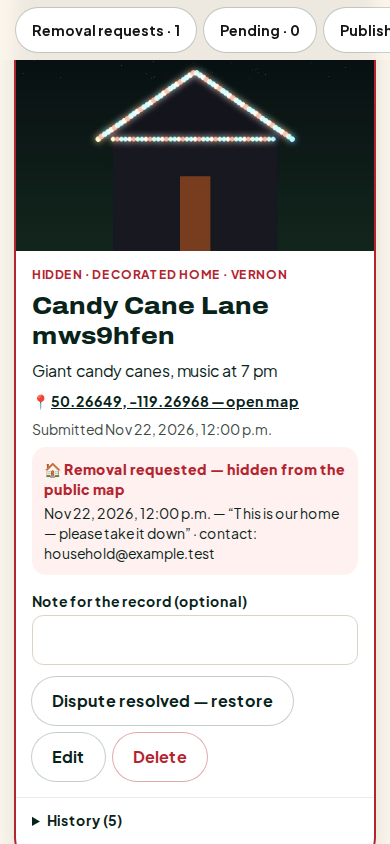 Removal requests · 1
Pending · 0
Publish
HIDDEN · DECORATED HOME · VERNON
Candy Cane Lane
mws9hfen
Giant candy canes, music at 7 pm
📍 50.26649, -119.26968 — open map
Submitted Nov 22, 2026, 12:00 p.m.
🏠 Removal requested — hidden from the
public map
Nov 22, 2026, 12:00 p.m. — “This is our home
— please take it down” · contact:
household@example.test
Note for the record (optional)
Dispute resolved — restore
Edit
Delete
▶ History (5)